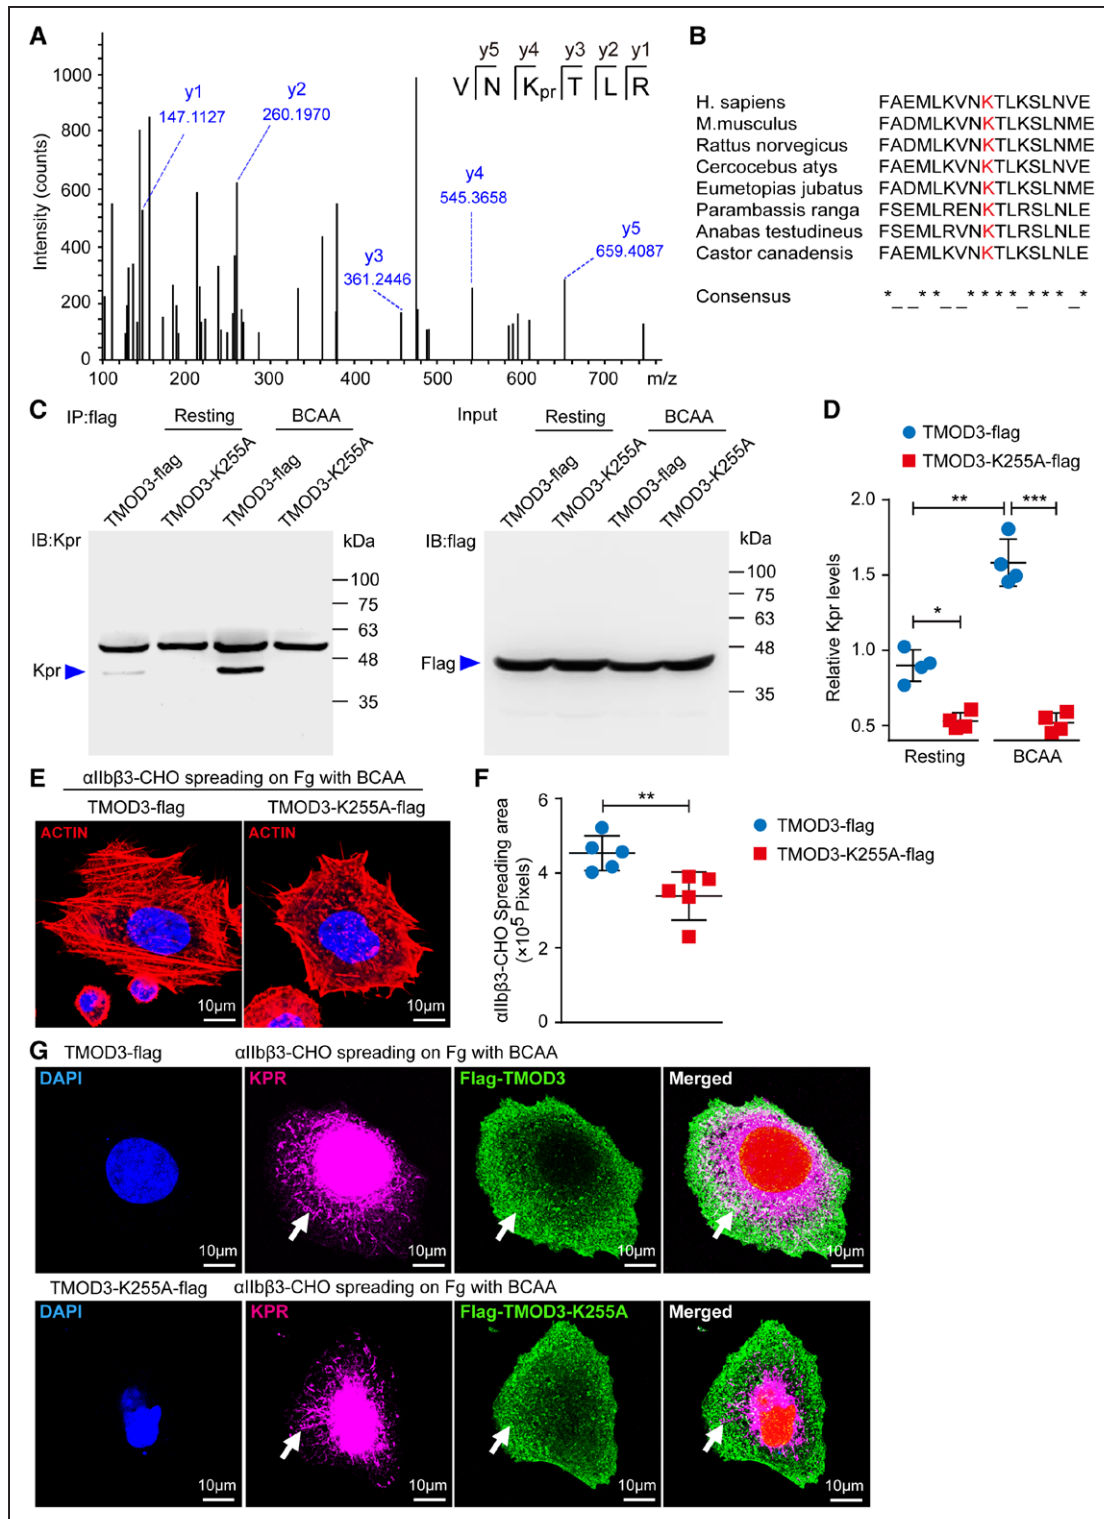 A
y5 y4 y3 y2 y1
V N Kpr T L R
y1
147.1127
y2
260.1970
y3
361.2446
y4
545.3658
y5
659.4087
Intensity (counts)
1000
800
600
400
200
0
100 200 300 400 500 600 700 m/z
B
H. sapiens FAEMLKVNKTLKSLNVE
M.musculus FADMLKVNKTLKSLNME
Rattus norvegicus FADMLKVNKTLKSLNME
Cercocebus atys FAEMLKVNKTLKSLNVE
Eumetopias jubatus FADMLKVNKTLKSLNME
Parambassis ranga FSEMLRENKTLRSLNLE
Anabas testudineus FSEMLRVNKTLRSLNLE
Castor canadensis FAEMLKVNKTLKSLNLE
Consensus *__**__****_***_*
C
IP:flag Resting BCAA
TMOD3-flag TMOD3-K255A TMOD3-flag TMOD3-K255A
IB:Kpr kDa
100
75
63
48
35
Kpr
Input Resting BCAA
TMOD3-flag TMOD3-K255A TMOD3-flag TMOD3-K255A
IB:flag kDa
100
75
63
48
35
Flag
D
TMOD3-flag
TMOD3-K255A-flag
Relative Kpr levels
2.0
1.5
1.0
0.5
** ***
*
Resting BCAA
E
αIIbβ3-CHO spreading on Fg with BCAA
TMOD3-flag TMOD3-K255A-flag
ACTIN ACTIN
10μm 10μm
F
αIIbβ3-CHO Spreading area
(×10⁵ Pixels)
6
4
2
0
**
TMOD3-flag
TMOD3-K255A-flag
G
TMOD3-flag αIIbβ3-CHO spreading on Fg with BCAA
DAPI KPR Flag-TMOD3 Merged
10μm 10μm 10μm 10μm
TMOD3-K255A-flag αIIbβ3-CHO spreading on Fg with BCAA
DAPI KPR Flag-TMOD3-K255A Merged
10μm 10μm 10μm 10μm